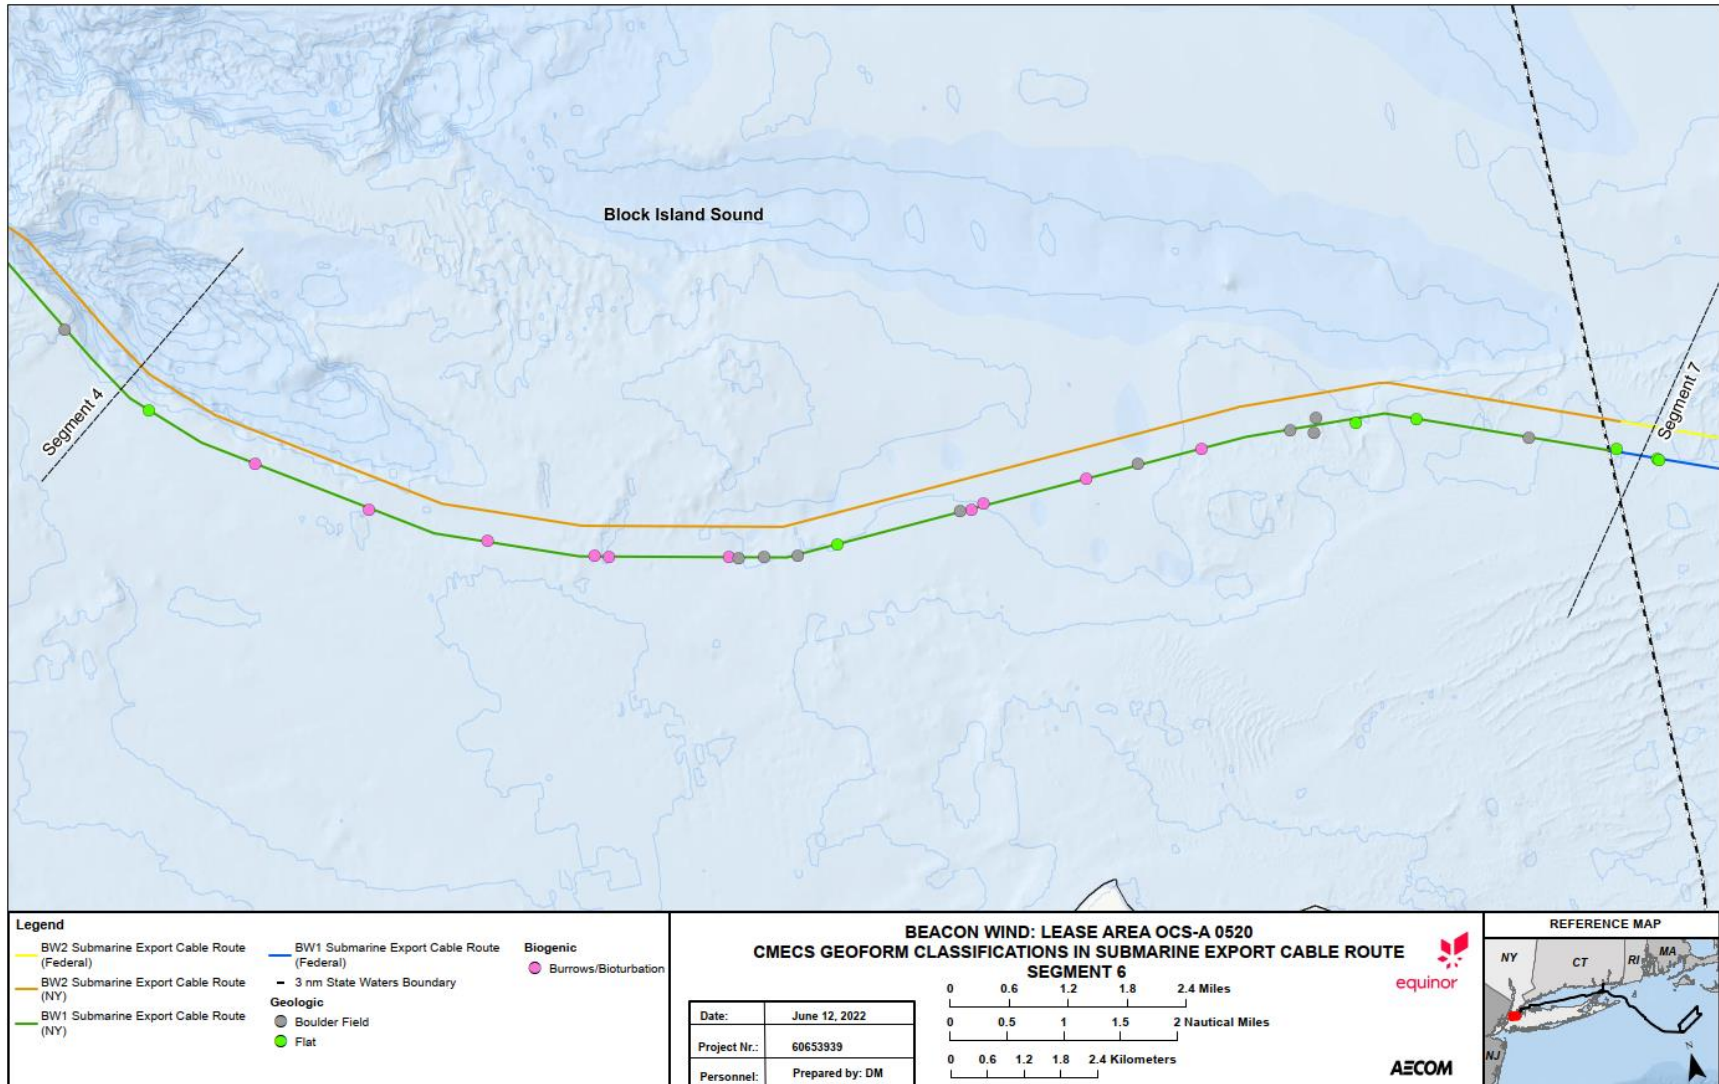 Block Island Sound
Segment 4
Segment 7
Legend
BW2 Submarine Export Cable Route
(Federal)
BW2 Submarine Export Cable Route
(NY)
BW1 Submarine Export Cable Route
(NY)
BW1 Submarine Export Cable Route
(Federal)
3 nm State Waters Boundary
Geologic
Boulder Field
Flat
Biogenic
Burrows/Bioturbation
BEACON WIND: LEASE AREA OCS-A 0520
CMECS GEOFORM CLASSIFICATIONS IN SUBMARINE EXPORT CABLE ROUTE
SEGMENT 6
Date: June 12, 2022
Project Nr.: 60653939
Personnel: Prepared by: DM
0 0.6 1.2 1.8 2.4 Miles
0 0.5 1 1.5 2 Nautical Miles
0 0.6 1.2 1.8 2.4 Kilometers
equinor
AECOM
REFERENCE MAP
NY CT RI MA
NJ
N